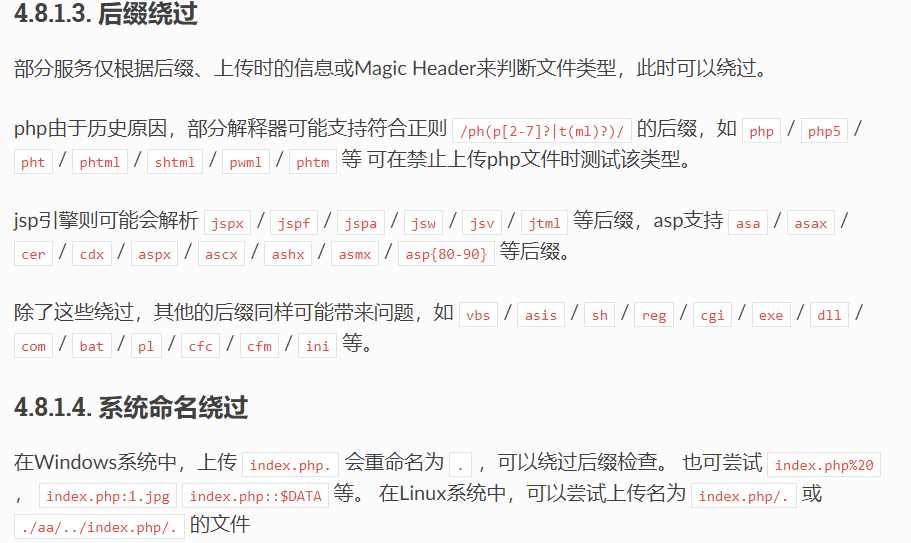 4.8.1.3. 后缀绕过
部分服务仅根据后缀、上传时的信息或Magic Header来判断文件类型，此时可以绕过。
php由于历史原因，部分解释器可能支持符合正则 /ph(p[2-7]?|t(ml)?)/ 的后缀，如 php / php5 /
pht / phtml / shtml / pwml / phtm 等 可在禁止上传php文件时测试该类型。
jsp引擎则可能会解析 jspx / jspf / jspa / jsw / jsv / jtml 等后缀，asp支持 asa / asax /
cer / cdx / aspx / ascx / ashx / asmx / asp{80-90} 等后缀。
除了这些绕过，其他的后缀同样可能带来问题，如 vbs / asis / sh / reg / cgi / exe / dll /
com / bat / pl / cfc / cfm / ini 等。
4.8.1.4. 系统命名绕过
在Windows系统中，上传 index.php. 会重命名为 . ，可以绕过后缀检查。 也可尝试 index.php%20
， index.php:1.jpg index.php::$DATA 等。 在Linux系统中，可以尝试上传名为 index.php/. 或
./aa/../index.php/. 的文件